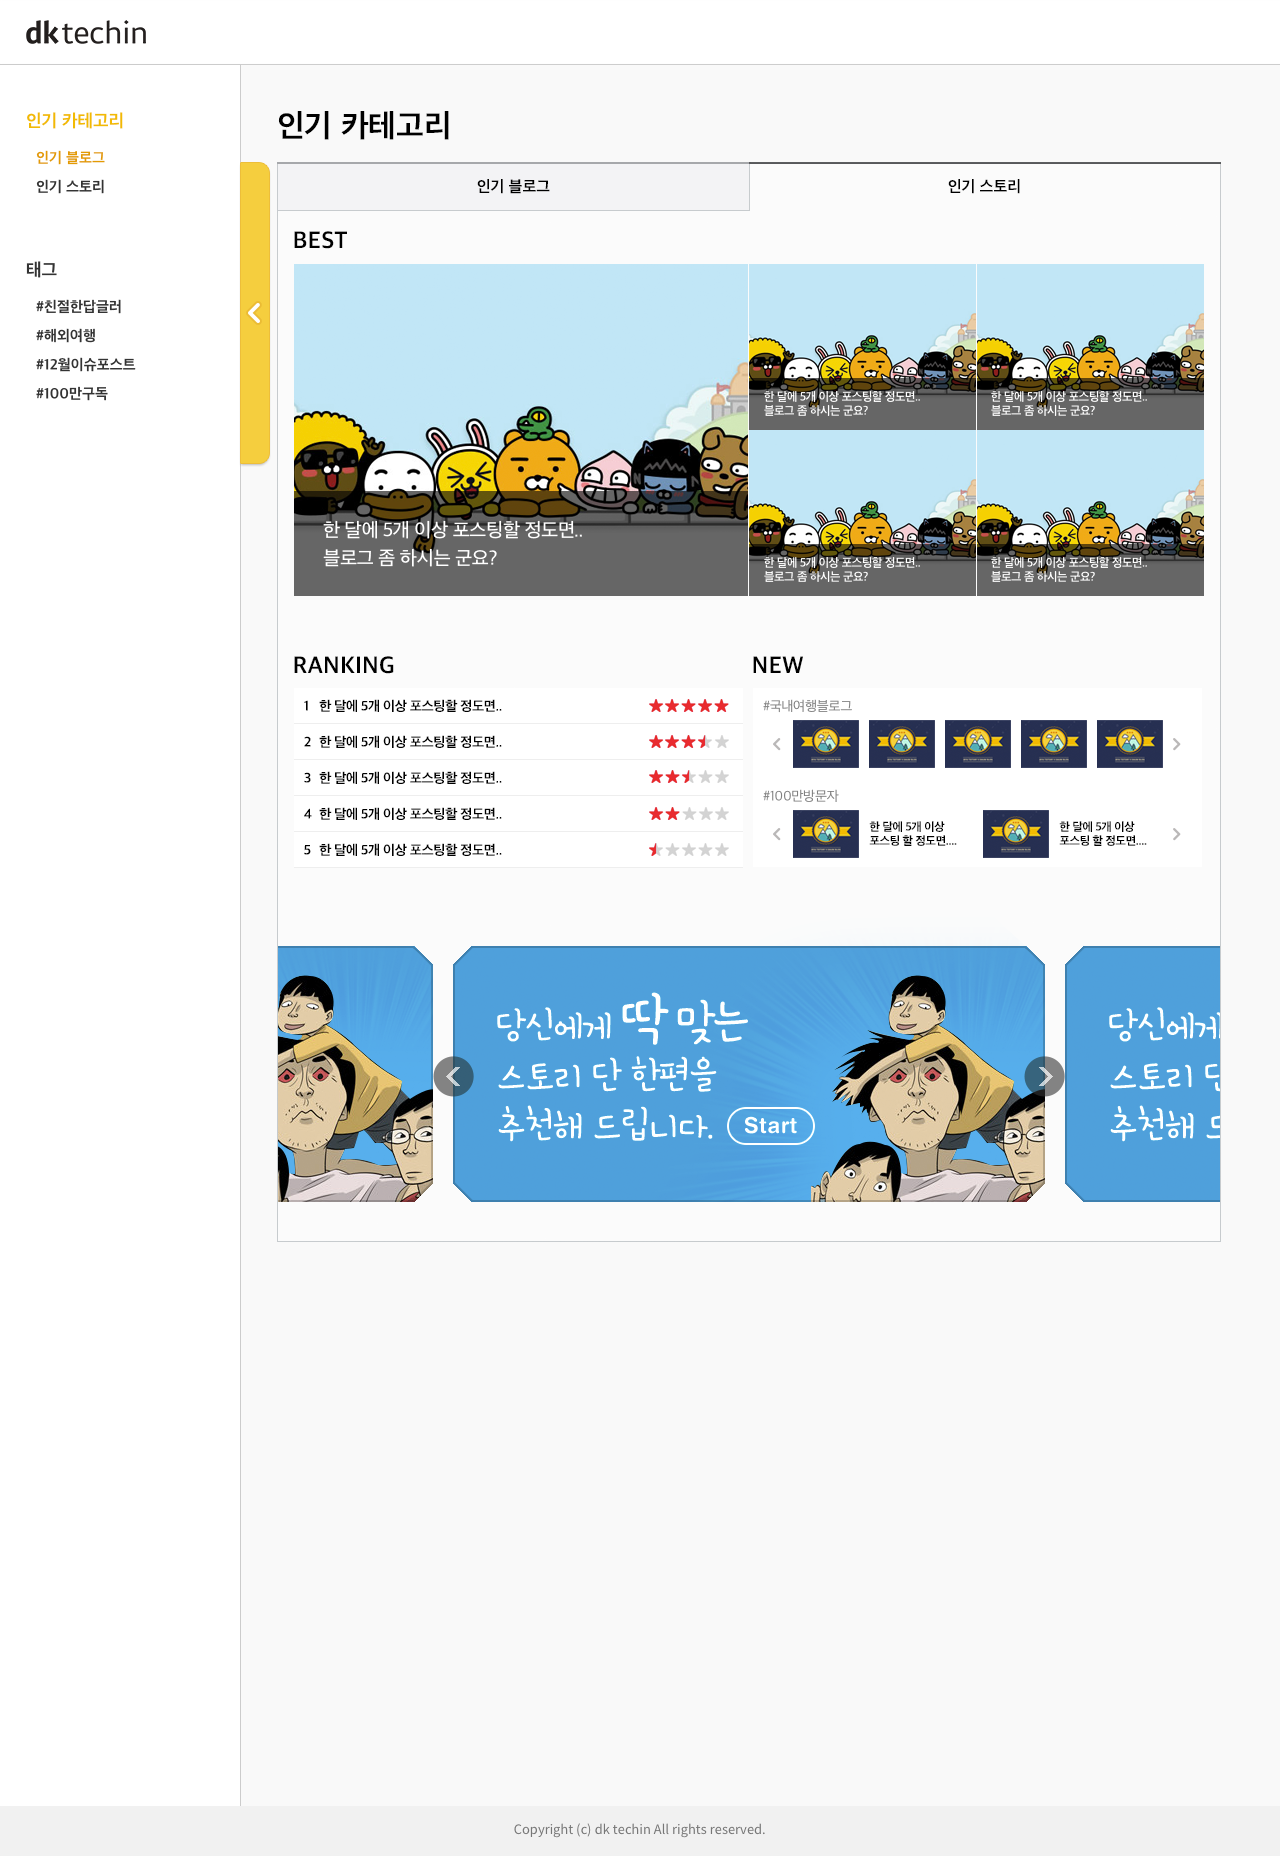 dk techin
인기 카테고리
인기 블로그
인기 스토리
태그
#친절한답글러
#해외여행
#12월이슈포스트
#100만구독
인기 카테고리
인기 블로그
인기 스토리
BEST
한 달에 5개 이상 포스팅할 정도면..
블로그 좀 하시는 군요?
한 달에 5개 이상 포스팅할 정도면..
블로그 좀 하시는 군요?
한 달에 5개 이상 포스팅할 정도면..
블로그 좀 하시는 군요?
한 달에 5개 이상 포스팅할 정도면..
블로그 좀 하시는 군요?
한 달에 5개 이상 포스팅할 정도면..
블로그 좀 하시는 군요?
RANKING
1 한 달에 5개 이상 포스팅할 정도면..
2 한 달에 5개 이상 포스팅할 정도면..
3 한 달에 5개 이상 포스팅할 정도면..
4 한 달에 5개 이상 포스팅할 정도면..
5 한 달에 5개 이상 포스팅할 정도면..
NEW
#국내여행블로그
#100만방문자
한 달에 5개 이상
포스팅 할 정도면....
한 달에 5개 이상
포스팅 할 정도면....
당신에게 딱 맞는
스토리 단 한편을
추천해 드립니다. Start
당신에게
스토리 단
추천해 드
Copyright (c) dk techin All rights reserved.